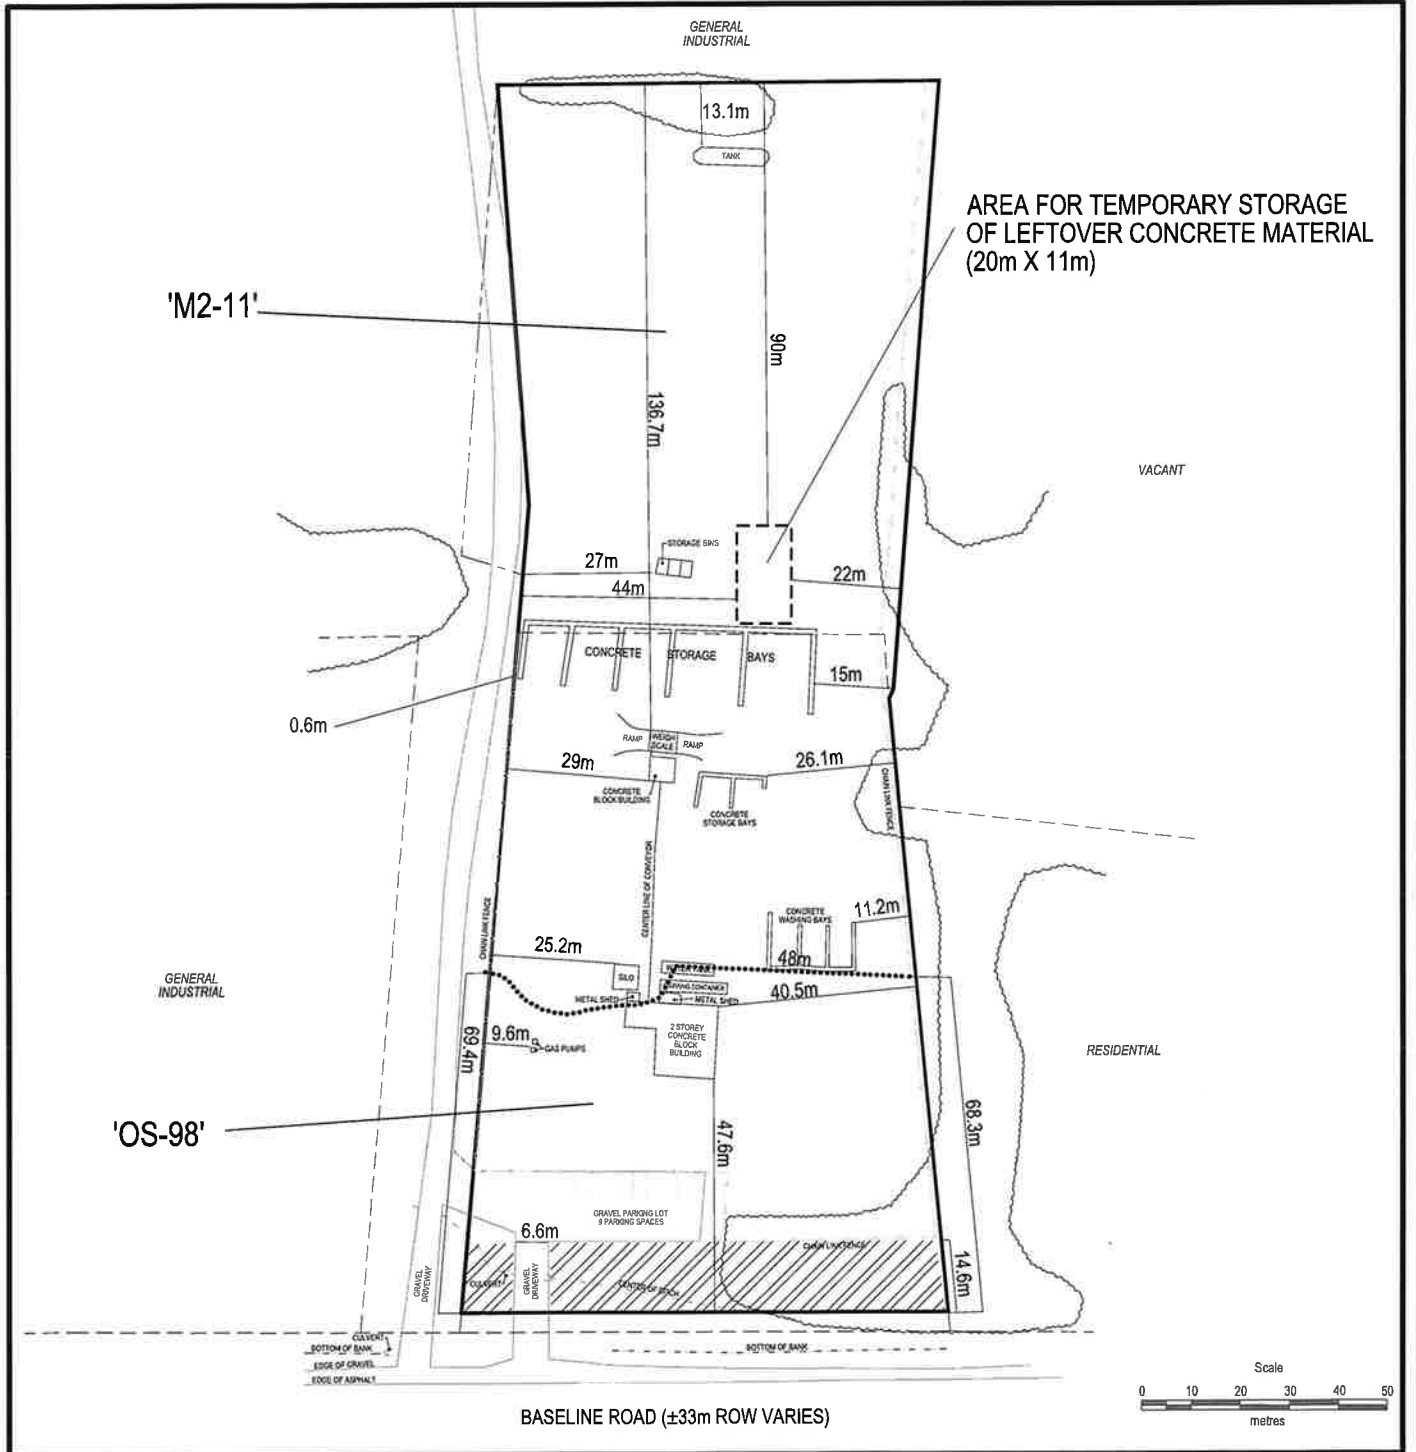 GENERAL
INDUSTRIAL
13.1m
TANK
AREA FOR TEMPORARY STORAGE
OF LEFTOVER CONCRETE MATERIAL
(20m X 11m)
'M2-11'
90m
136.7m
VACANT
STORAGE BINS
27m
44m
22m
CONCRETE STORAGE BAYS
15m
0.6m
RAMP
WEIGH
SCALE
RAMP
29m
26.1m
CONCRETE
BLOCK BUILDING
CONCRETE
STORAGE BAYS
CHAIN LINK FENCE
CENTER LINE OF CONVEYOR
CHAIN LINK FENCE
CONCRETE
WASHING BAYS
11.2m
25.2m
48m
GENERAL
INDUSTRIAL
SILO
WATER TANK
SHIPPING CONTAINER
METAL SHED
METAL SHED
40.5m
2 STOREY
CONCRETE
BLOCK
BUILDING
9.6m
GAS PUMPS
69.4m
RESIDENTIAL
'OS-98'
47.6m
68.3m
GRAVEL PARKING LOT
9 PARKING SPACES
6.6m
CHAIN LINK FENCE
GRAVEL
DRIVEWAY
CULVERT
GRAVEL
DRIVEWAY
CENTER OF DITCH
14.6m
CULVERT
BOTTOM OF BANK
BOTTOM OF BANK
EDGE OF GRAVEL
EDGE OF ASPHALT
BASELINE ROAD (±33m ROW VARIES)
Scale
0 10 20 30 40 50
metres